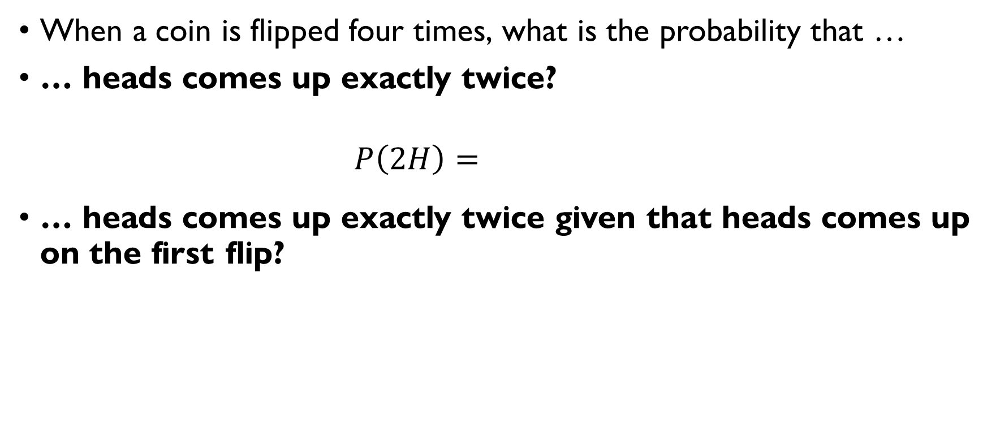 • When a coin is flipped four times, what is the probability that …
• … heads comes up exactly twice?
P(2H) =
• … heads comes up exactly twice given that heads comes up
on the first flip?